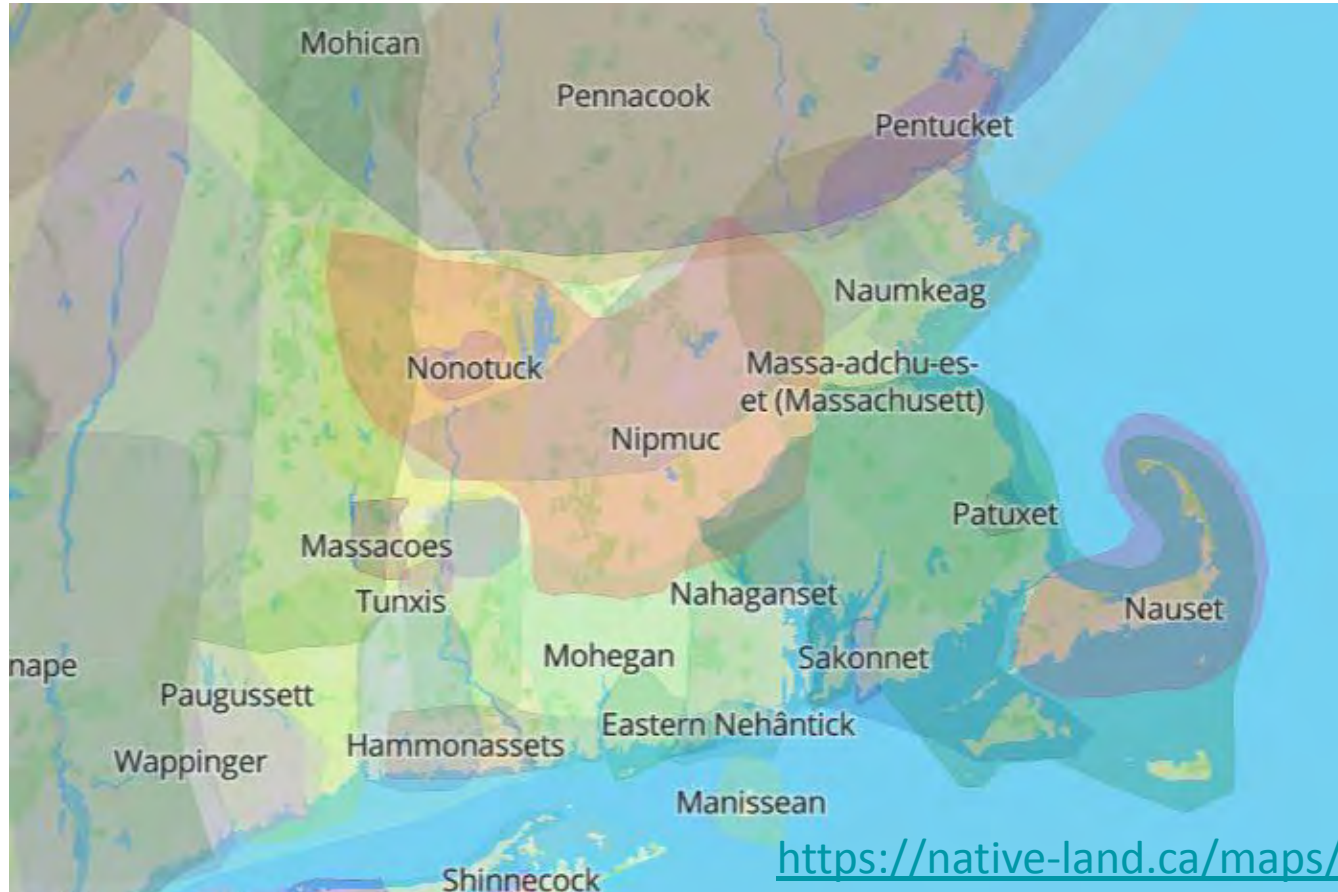 Mohican
Pennacook
Pentucket
Naumkeag
Nonotuck
Massa-adchu-es-
et (Massachusett)
Nipmuc
Patuxet
Massacoes
Tunxis
Nahaganset
Nauset
Mohegan
Sakonnet
nape
Paugussett
Eastern Nehântick
Hammonassets
Wappinger
Manissean
https://native-land.ca/maps/
Shinnecock